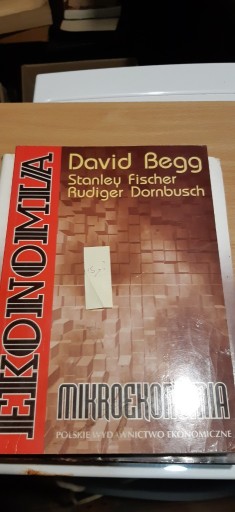 EKONOMIA
David Begg
Stanley Fischer
Rudiger Dornbusch
MIKROEKONOMIA
POLSKIE WYDAWNICTWO EKONOMICZNE